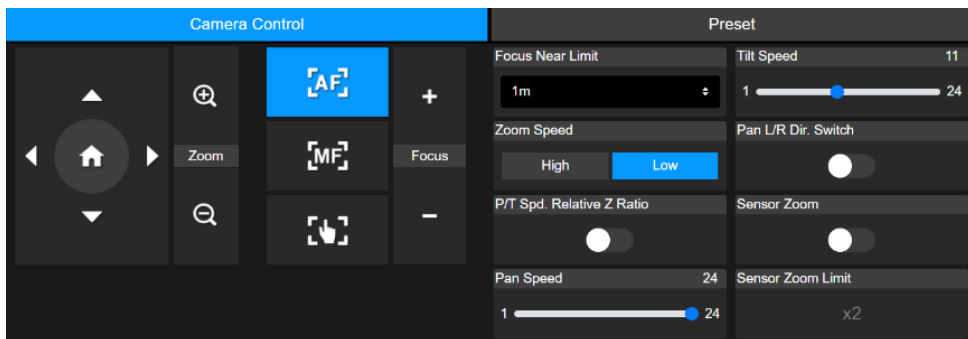 Camera Control
Preset
Zoom
AF
MF
Focus
Focus Near Limit
1m
Tilt Speed 11
1 24
Zoom Speed
High Low
Pan L/R Dir. Switch
P/T Spd. Relative Z Ratio
Sensor Zoom
Pan Speed 24
1 24
Sensor Zoom Limit
x2